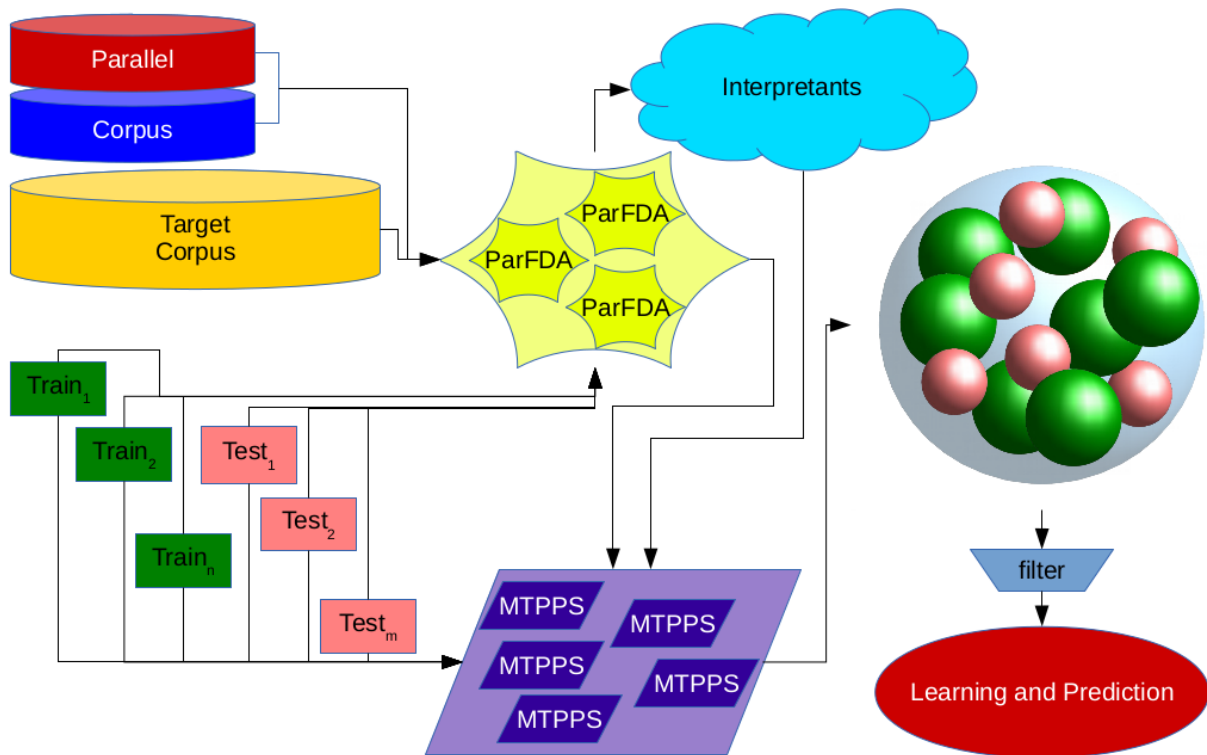 Parallel
Corpus
Target
Corpus
Interpretants
ParFDA
ParFDA
ParFDA
Train1
Train2
Trainn
Test1
Test2
Testm
MTPPS
MTPPS
MTPPS
MTPPS
MTPPS
filter
Learning and Prediction